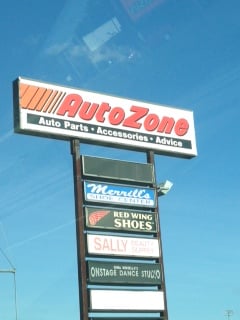 AutoZone
Auto Parts • Accessories • Advice
Merrill's
SHOE CENTER
RED WING
SHOES
SALLY BEAUTY
SUPPLY
ONSTAGE DANCE STUDIO